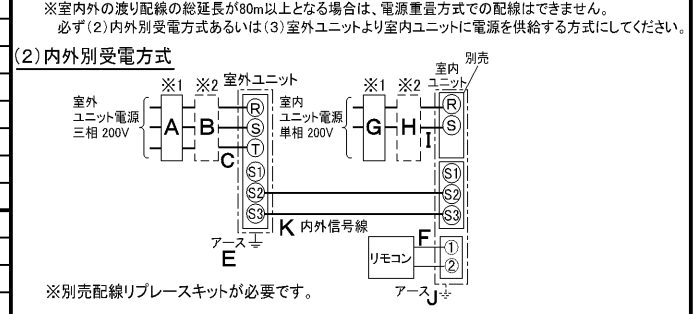 ※室内外の渡り配線の総延長が80m以上となる場合は、電源重畳方式での配線はできません。
必ず(2)内外別受電方式あるいは(3)室外ユニットより室内ユニットに電源を供給する方式にしてください。
(2)内外別受電方式
※1 ※2 室外ユニット
室外
ユニット電源
三相 200V
A B C
R
S
T
S1
S2
S3
アース
E
K 内外信号線
※1 ※2 室内
ユニット
別売
室内
ユニット電源
単相 200V
G H I
R
S
S1
S2
S3
リモコン
F
1
2
アース J
※別売配線リプレースキットが必要です。